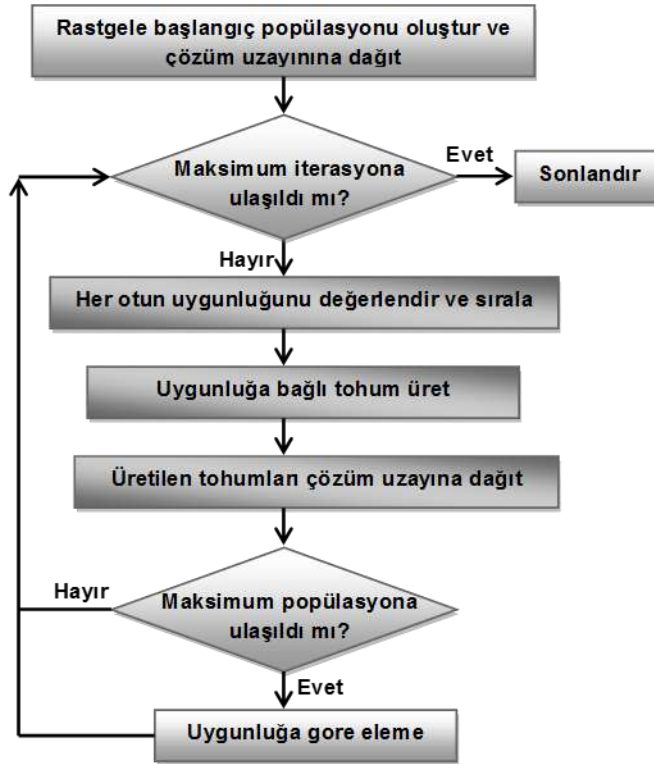 Rastgele başlangıç popülasyonu oluştur ve
çözüm uzayınına dağıt
Maksimum iterasyona
ulaşıldı mı?
Evet
Sonlandır
Hayır
Her otun uygunluğunu değerlendir ve sırala
Uygunluğa bağlı tohum üret
Üretilen tohumları çözüm uzayına dağıt
Hayır
Maksimum popülasyona
ulaşıldı mı?
Evet
Uygunluğa gore eleme